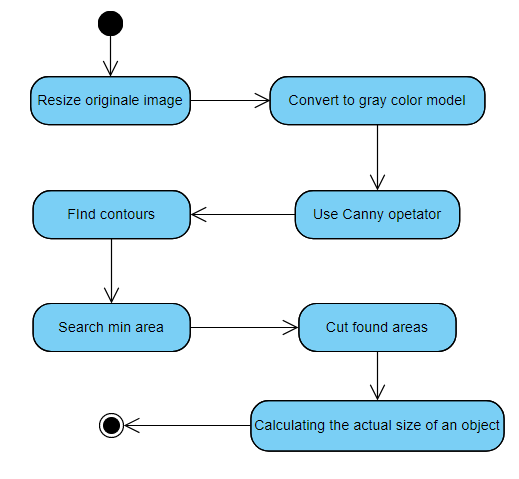 Resize originale image
Convert to gray color model
FInd contours
Use Canny opetator
Search min area
Cut found areas
Calculating the actual size of an object